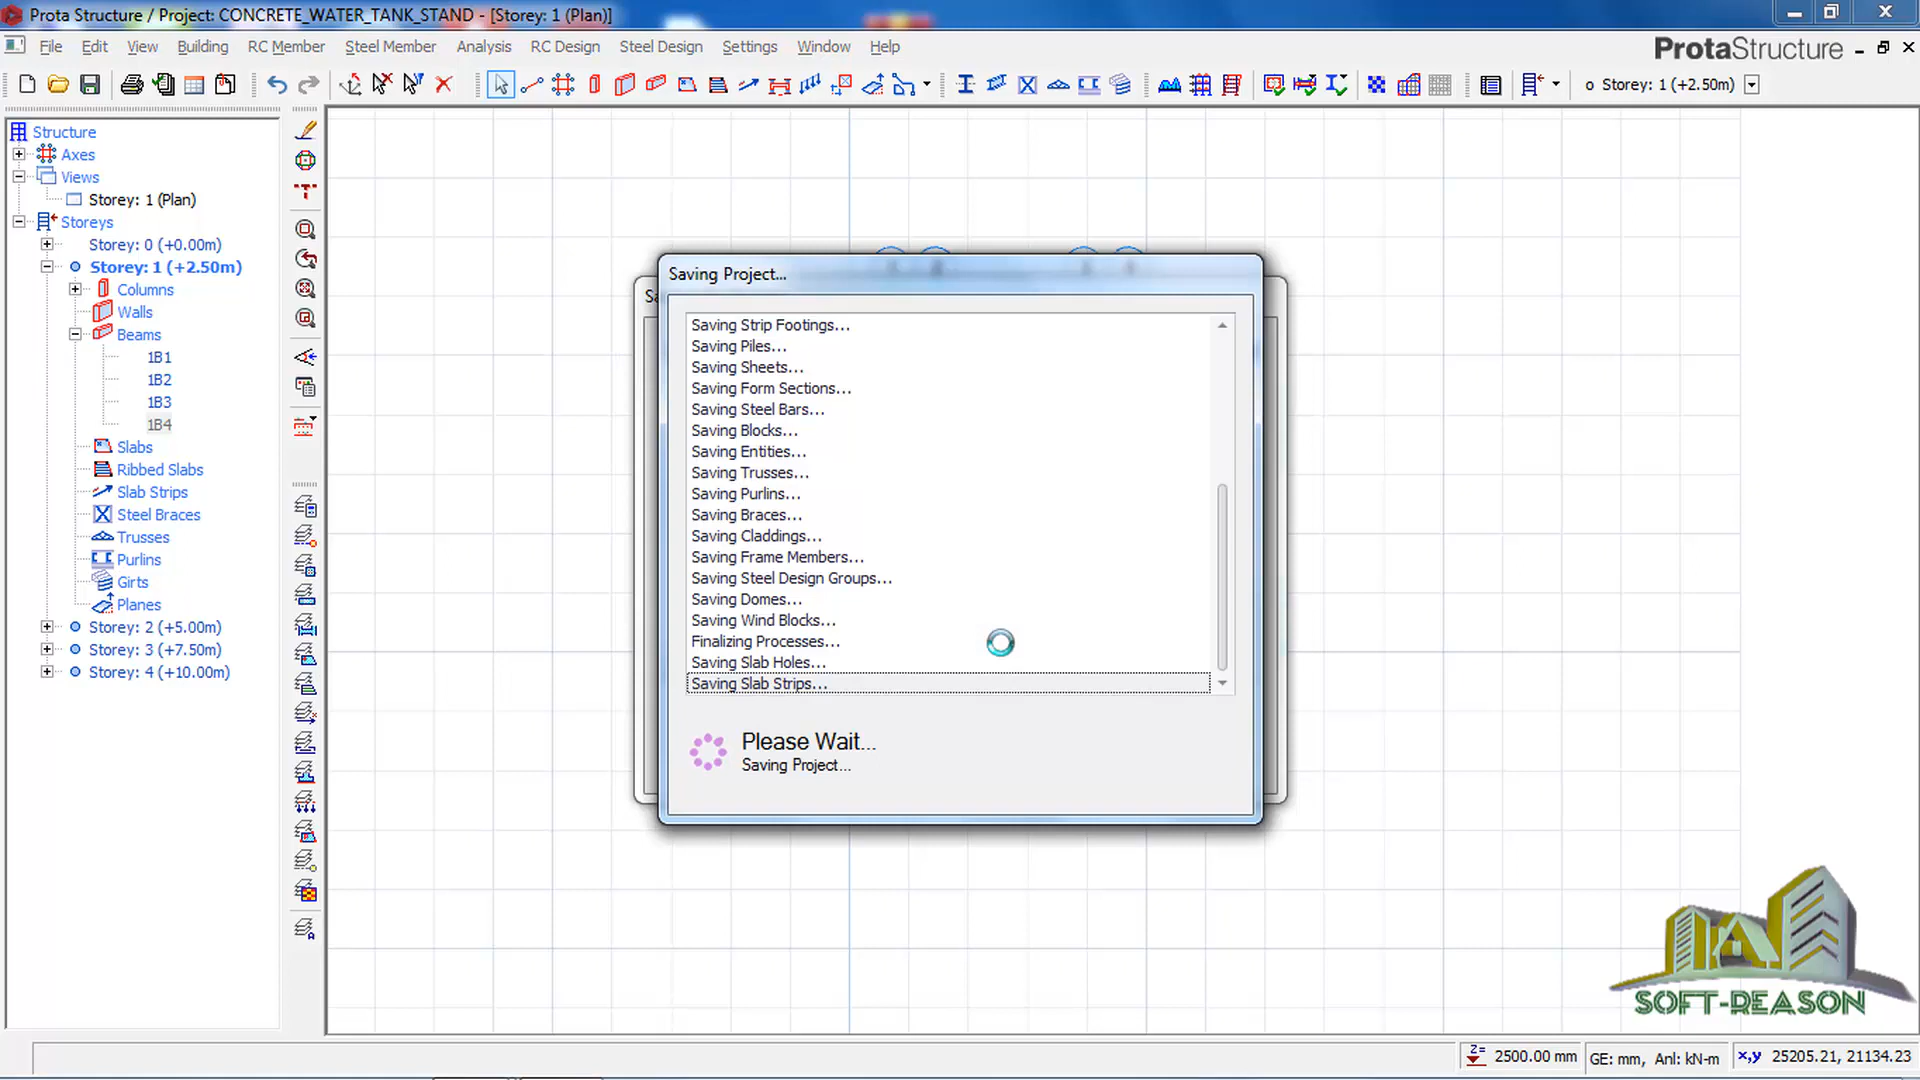 Prota Structure / Project: CONCRETE_WATER_TANK_STAND - [Storey: 1 (Plan)]
File Edit View Building RC Member Steel Member Analysis RC Design Steel Design Settings Window Help
ProtaStructure
Storey: 1 (+2.50m)
Structure
Axes
Views
Storey: 1 (Plan)
Storeys
Storey: 0 (+0.00m)
Storey: 1 (+2.50m)
Columns
Walls
Beams
1B1
1B2
1B3
1B4
Slabs
Ribbed Slabs
Slab Strips
Steel Braces
Trusses
Purlins
Girts
Planes
Storey: 2 (+5.00m)
Storey: 3 (+7.50m)
Storey: 4 (+10.00m)
Saving Project...
Saving Strip Footings...
Saving Piles...
Saving Sheets...
Saving Form Sections...
Saving Steel Bars...
Saving Blocks...
Saving Entities...
Saving Trusses...
Saving Purlins...
Saving Braces...
Saving Claddings...
Saving Frame Members...
Saving Steel Design Groups...
Saving Domes...
Saving Wind Blocks...
Finalizing Processes...
Saving Slab Holes...
Saving Slab Strips...
Please Wait...
Saving Project...
SOFT-REASON
Z= 2500.00 mm
GE: mm, Anl: kN-m
x,y 25205.21, 21134.23